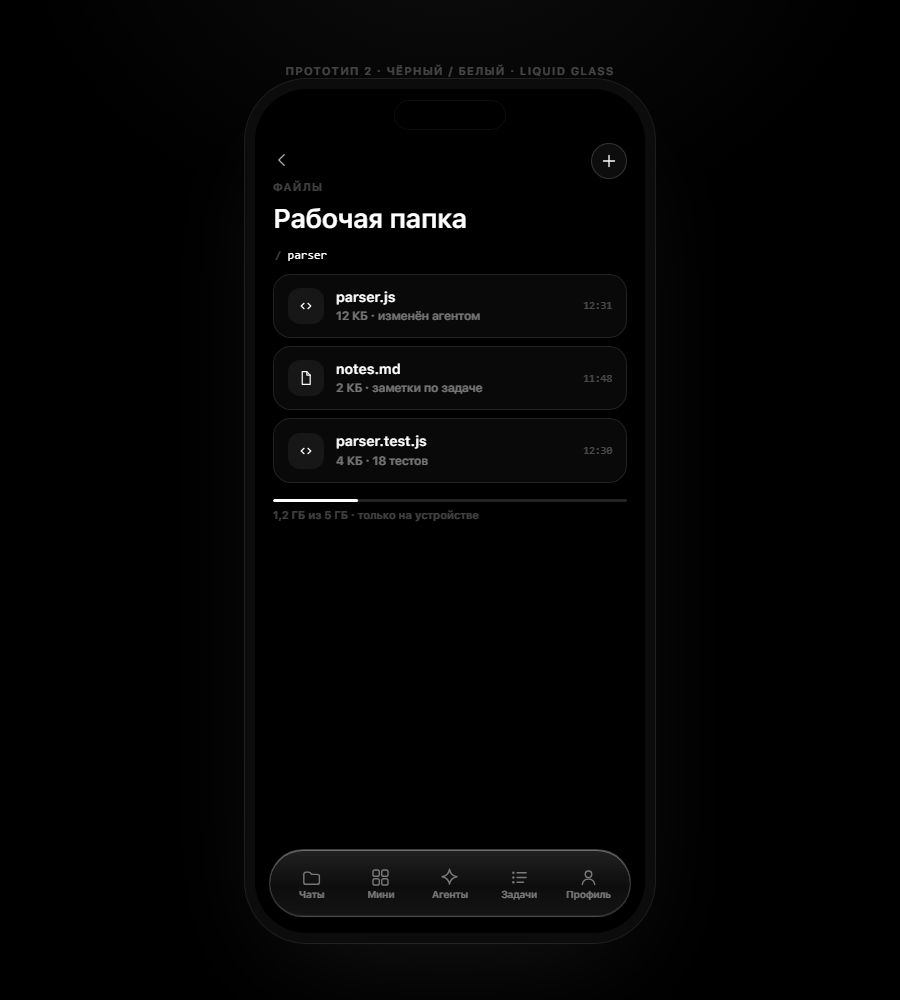 ПРОТОТИП 2 · ЧЁРНЫЙ / БЕЛЫЙ · LIQUID GLASS
ФАЙЛЫ
Рабочая папка
/ parser
parser.js
12 КБ · изменён агентом
12:31
notes.md
2 КБ · заметки по задаче
11:48
parser.test.js
4 КБ · 18 тестов
12:30
1,2 ГБ из 5 ГБ · только на устройстве
Чаты
Мини
Агенты
Задачи
Профиль